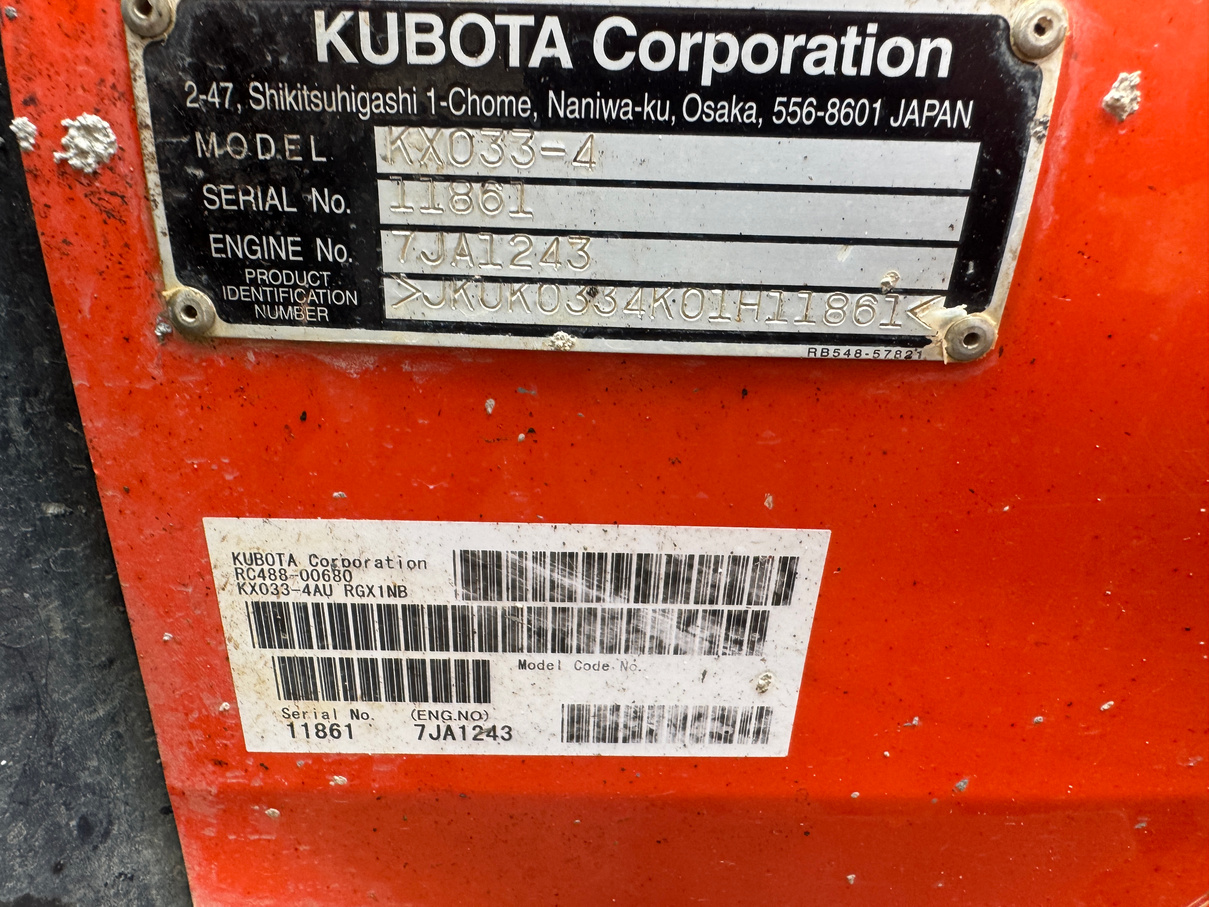 KUBOTA Corporation
2-47, Shikitsuhigashi 1-Chome, Naniwa-ku, Osaka, 556-8601 JAPAN
MODEL KX033-4
SERIAL No. 11861
ENGINE No. 7JA1243
PRODUCT
IDENTIFICATION
NUMBER
>JKUK0334K01H11861<
RB548-57821
KUBOTA Corporation
RC488-00680
KX033-4AU RGX1NB
Model Code No.
Serial No. (ENG.NO)
11861 7JA1243